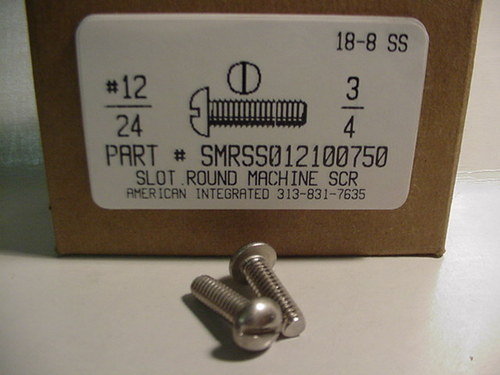 18-8 SS
#12
24
3
4
PART # SMRSS012100750
SLOT ROUND MACHINE SCR
AMERICAN INTEGRATED 313-831-7635